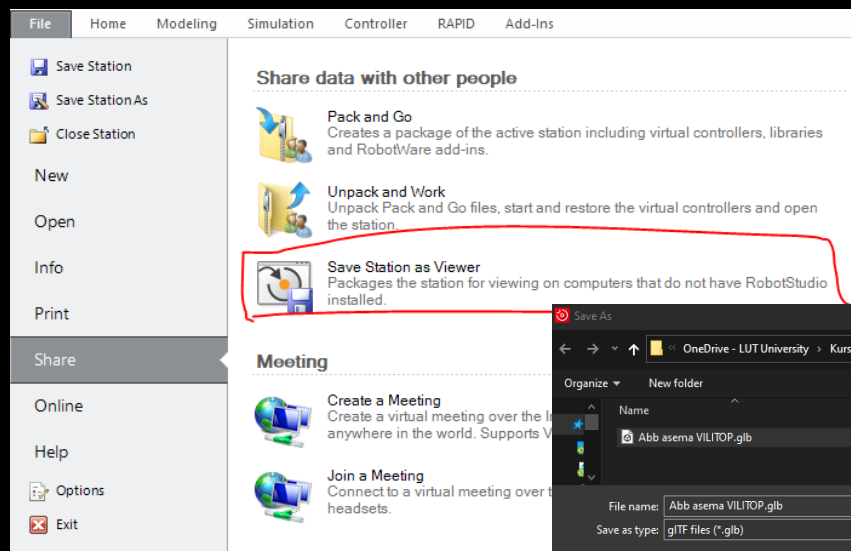 File Home Modeling Simulation Controller RAPID Add-Ins
Save Station
Save Station As
Close Station
New
Open
Info
Print
Share
Online
Help
Options
Exit
Share data with other people
Pack and Go
Creates a package of the active station including virtual controllers, libraries
and RobotWare add-ins.
Unpack and Work
Unpack Pack and Go files, start and restore the virtual controllers and open
the station.
Save Station as Viewer
Packages the station for viewing on computers that do not have RobotStudio
installed.
Meeting
Create a Meeting
Create a virtual meeting over the
anywhere in the world. Supports
Join a Meeting
Connect to a virtual meeting over
headsets.
Save As
OneDrive - LUT University > Kurs
Organize New folder
Name
Abb asema VILITOP.glb
File name: Abb asema VILITOP.glb
Save as type: glTF files (*.glb)